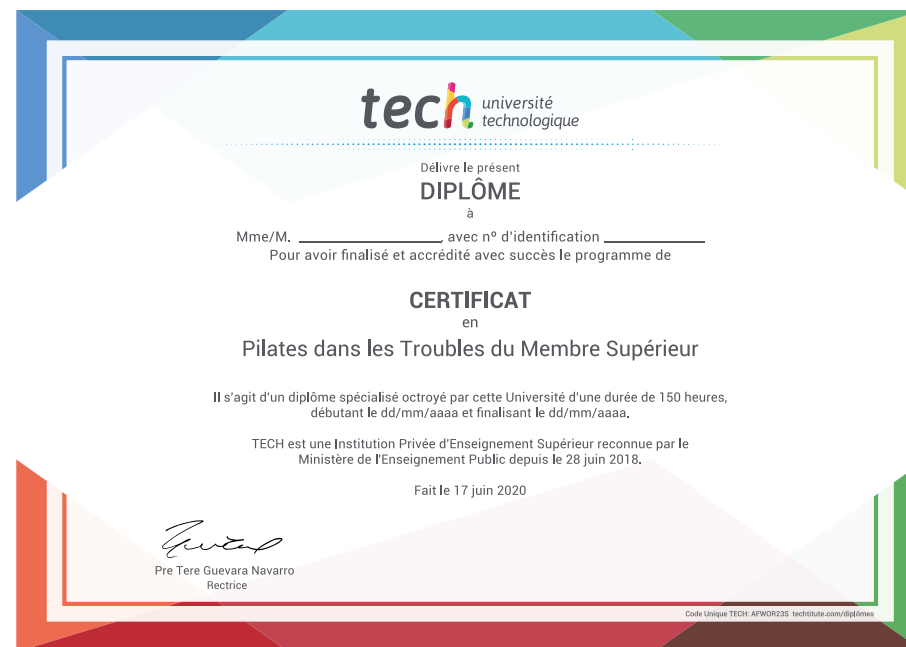 tech université
technologique
Délivre le présent
DIPLÔME
à
Mme/M. ____________________, avec nº d'identification ______________
Pour avoir finalisé et accrédité avec succès le programme de
CERTIFICAT
en
Pilates dans les Troubles du Membre Supérieur
Il s'agit d'un diplôme spécialisé octroyé par cette Université d'une durée de 150 heures,
débutant le dd/mm/aaaa et finalisant le dd/mm/aaaa.
TECH est une Institution Privée d'Enseignement Supérieur reconnue par le
Ministère de l'Enseignement Public depuis le 28 juin 2018.
Fait le 17 juin 2020
Pre Tere Guevara Navarro
Rectrice
Code Unique TECH: AFWOR23S techtitute.com/diplômes